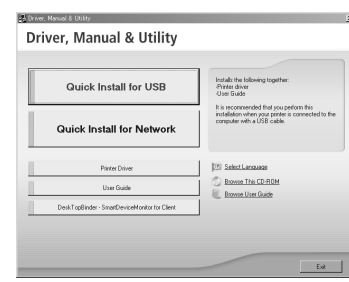 Driver, Manual & Utility
Driver, Manual & Utility
Quick Install for USB
Quick Install for Network
Printer Driver
User Guide
DeskTopBinder - SmartDeviceMonitor for Client
Installs the following together:
-Printer driver
-User Guide
It is recommended that you perform this
installation when your printer is connected to the
computer with a USB cable.
Select Language
Browse This CD-ROM
Browse User Guide
Exit